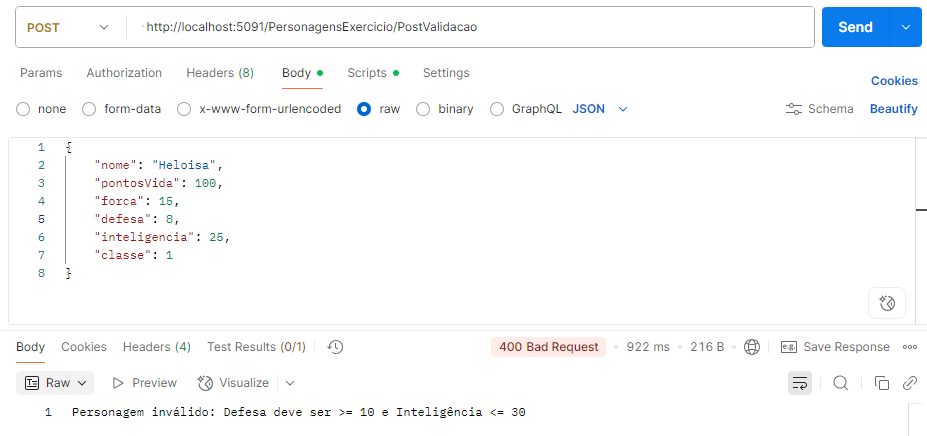 POST http://localhost:5091/PersonagensExercicio/PostValidacao Send
Params Authorization Headers (8) Body Scripts Settings
Cookies
none form-data x-www-form-urlencoded raw binary GraphQL JSON Schema Beautify
1 {
2 "nome": "Heloisa",
3 "pontosVida": 100,
4 "forca": 15,
5 "defesa": 8,
6 "inteligencia": 25,
7 "classe": 1
8 }
Body Cookies Headers (4) Test Results (0/1) 400 Bad Request • 922 ms • 216 B e.g. Save Response
Raw Preview Visualize
1 Personagem inválido: Defesa deve ser >= 10 e Inteligência <= 30